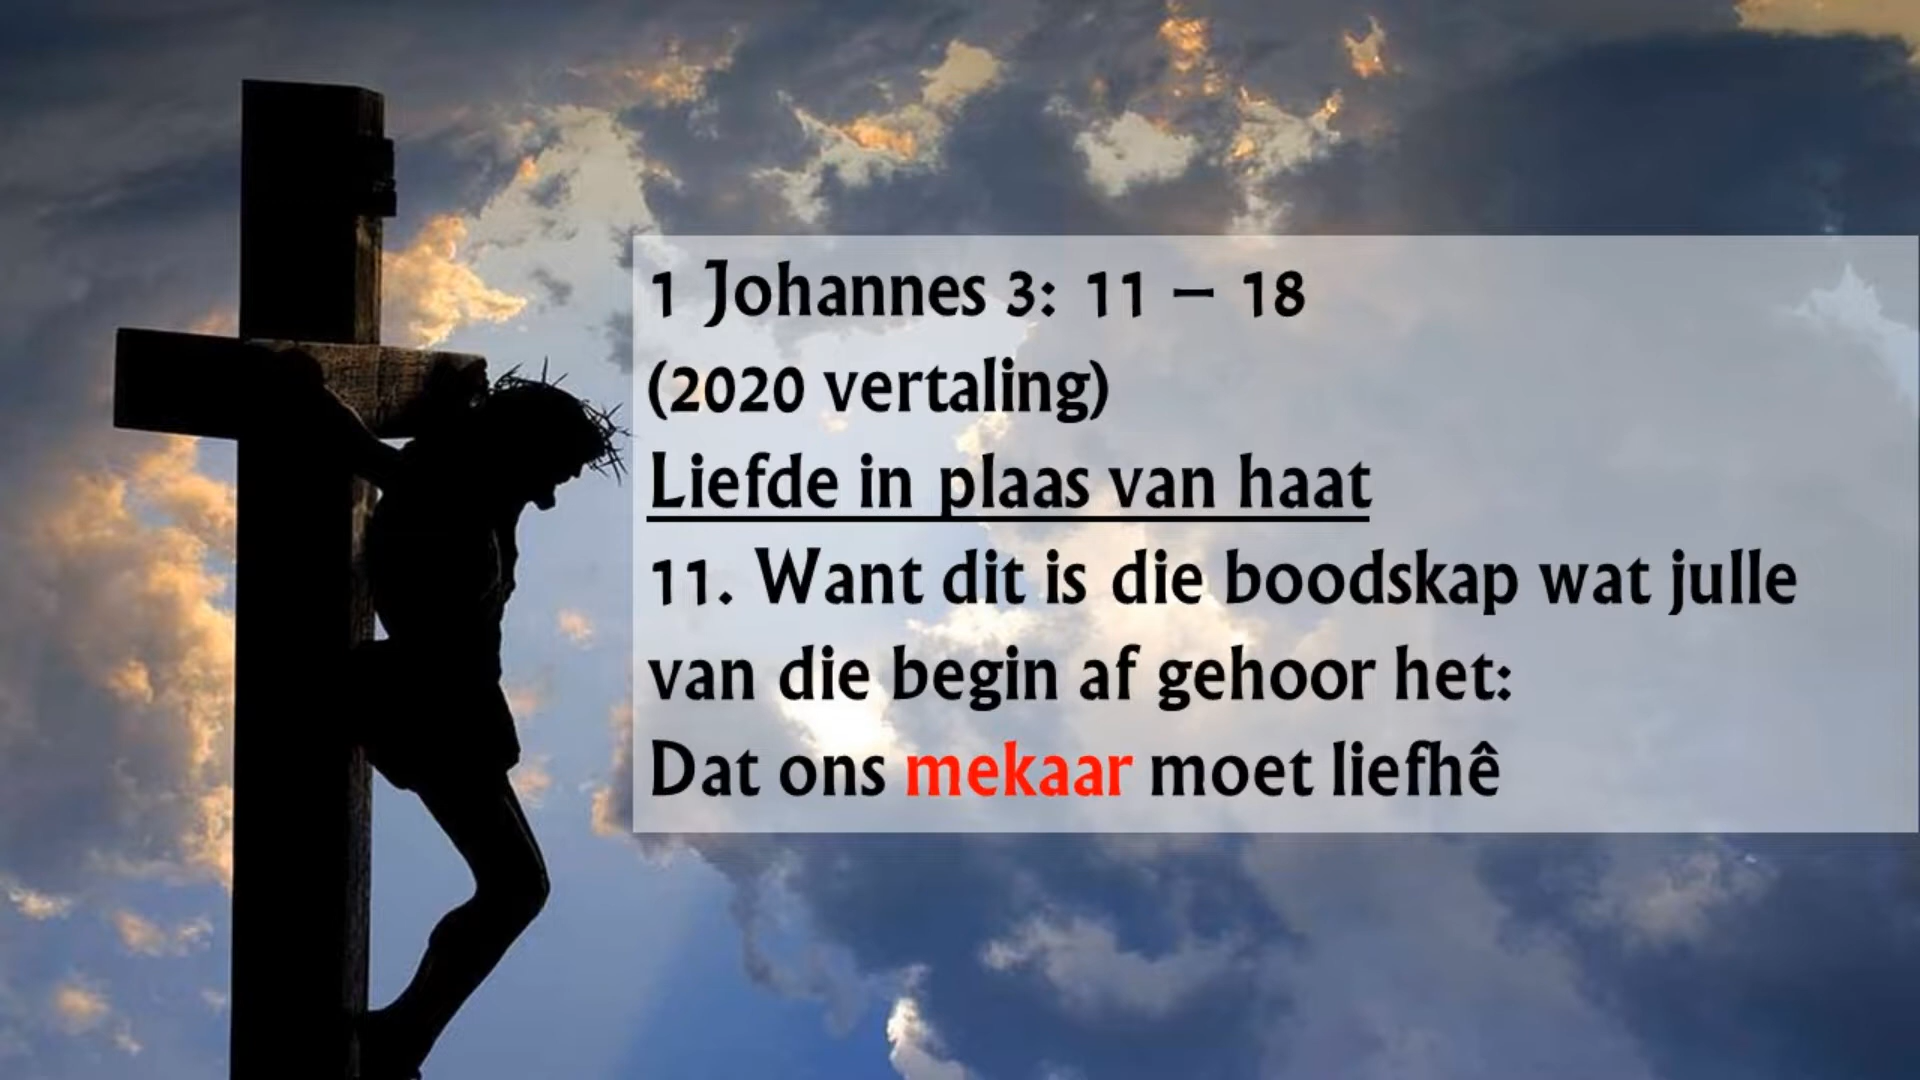 1 Johannes 3: 11 – 18
(2020 vertaling)
Liefde in plaas van haat
11. Want dit is die boodskap wat julle
van die begin af gehoor het:
Dat ons mekaar moet liefhê